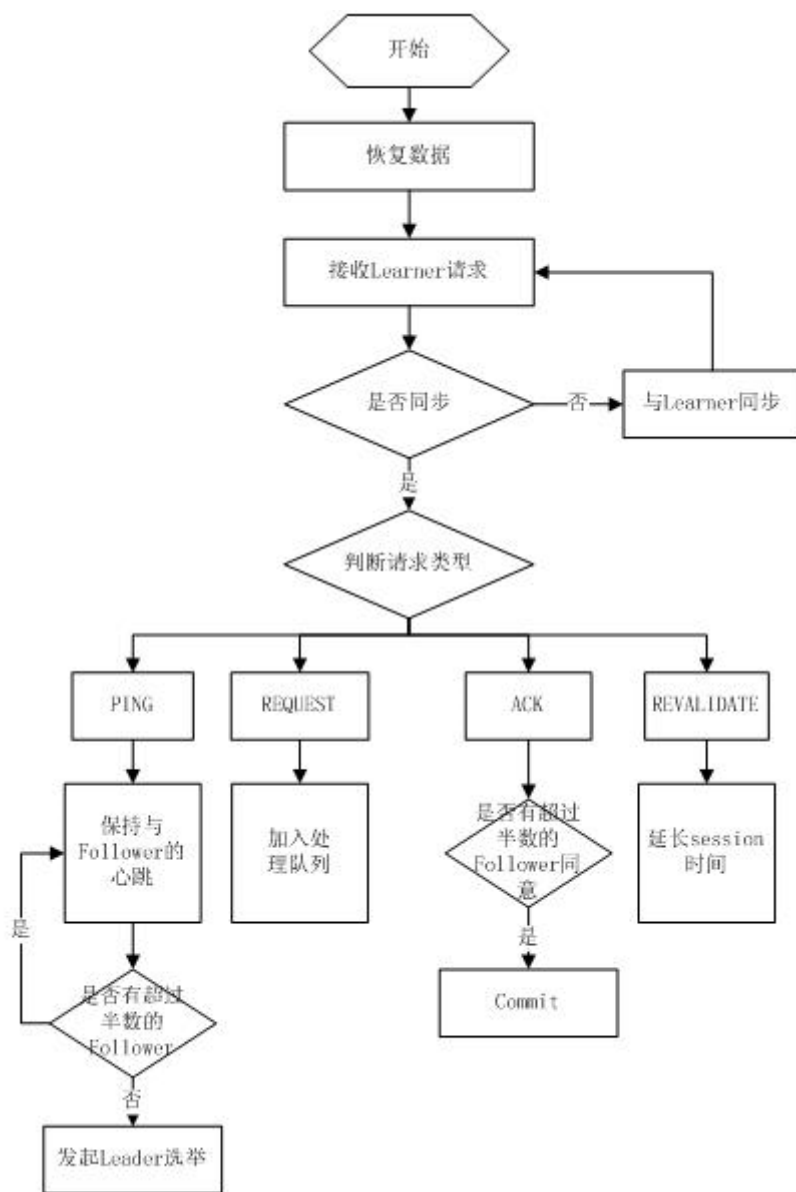 开始
恢复数据
接收Learner请求
是否同步
否
与Learner同步
是
判断请求类型
PING
REQUEST
ACK
REVALIDATE
保持与
Follower的
心跳
加入处
理队列
是否有超过
半数的
Follower同
意
延长session
时间
是
是
是否有超过
半数的
Follower
Commit
否
发起Leader选举